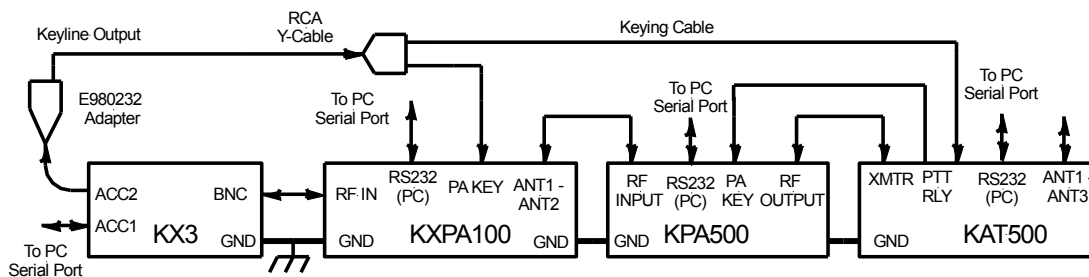 Keyline Output
RCA
Y-Cable
Keying Cable
E980232
Adapter
To PC
Serial Port
To PC
Serial Port
To PC
Serial Port
ACC2
BNC
ACC1
KX3
GND
To PC
Serial Port
RF IN
RS232
(PC)
PA KEY
ANT1 -
ANT2
GND
KXPA100
GND
RF
INPUT
RS232
(PC)
PA
KEY
RF
OUTPUT
GND
KPA500
XMTR
PTT
RLY
RS232
(PC)
ANT1 -
ANT3
GND
KAT500